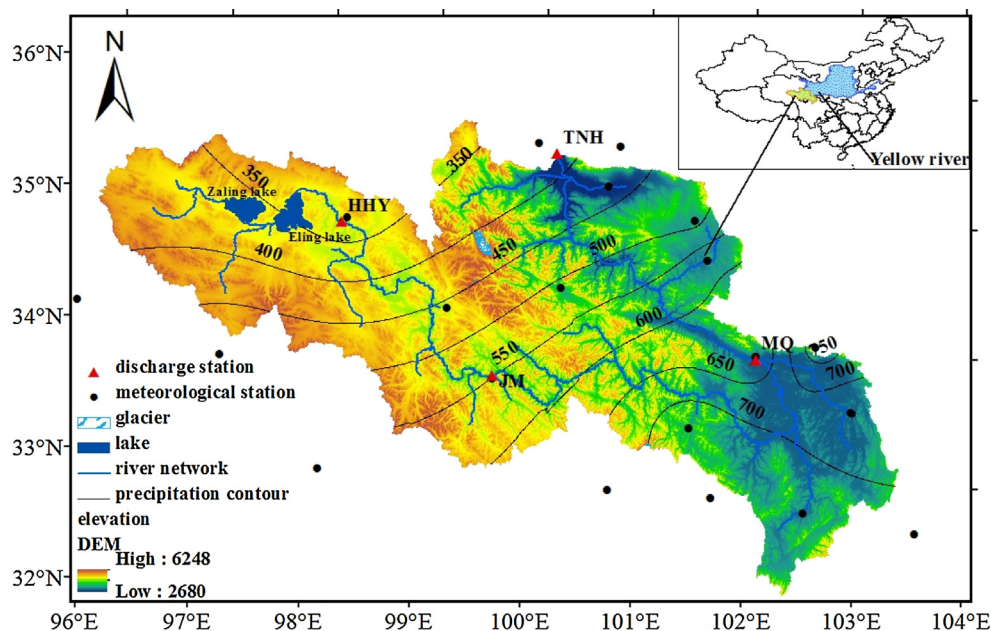 N
36°N
35°N
34°N
33°N
32°N
Yellow river
TNH
350
350
Zaling lake
HHY
Eling lake
400
450
500
600
550
JM
MQ
650
700
700
discharge station
meteorological station
glacier
lake
river network
precipitation contour
elevation
DEM
High : 6248
Low : 2680
96°E
97°E
98°E
99°E
100°E
101°E
102°E
103°E
104°E